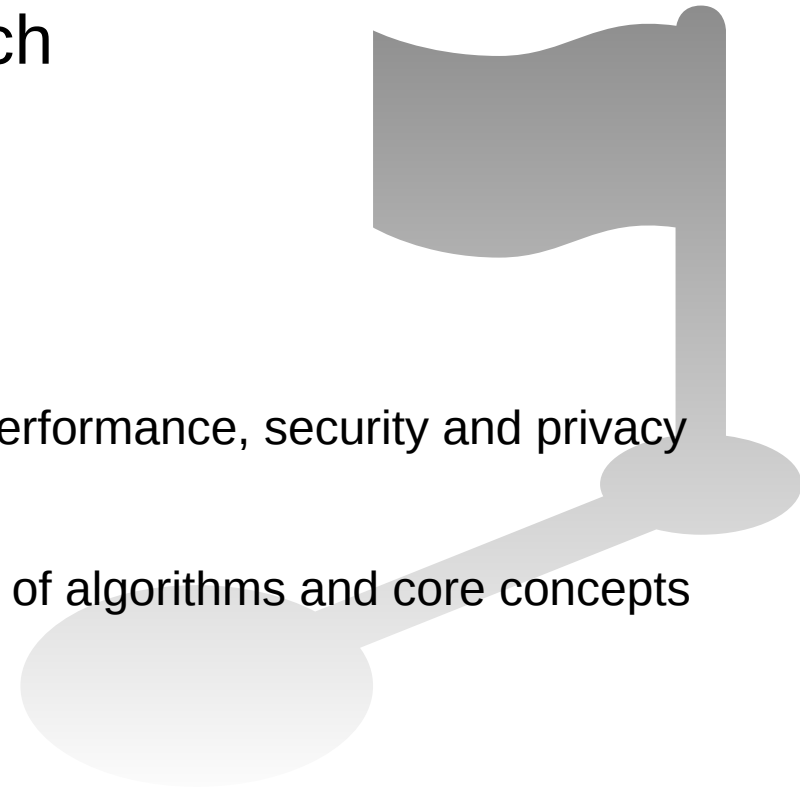 ch
erformance, security and privacy
of algorithms and core concepts